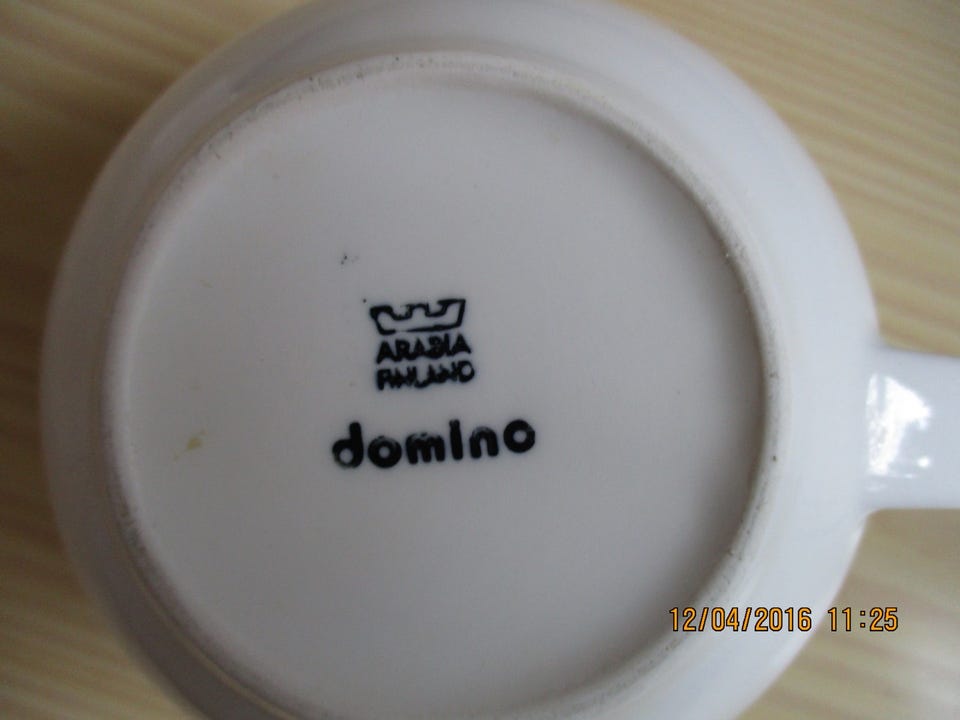 ARABIA
FINLAND
domino
12/04/2016 11:25